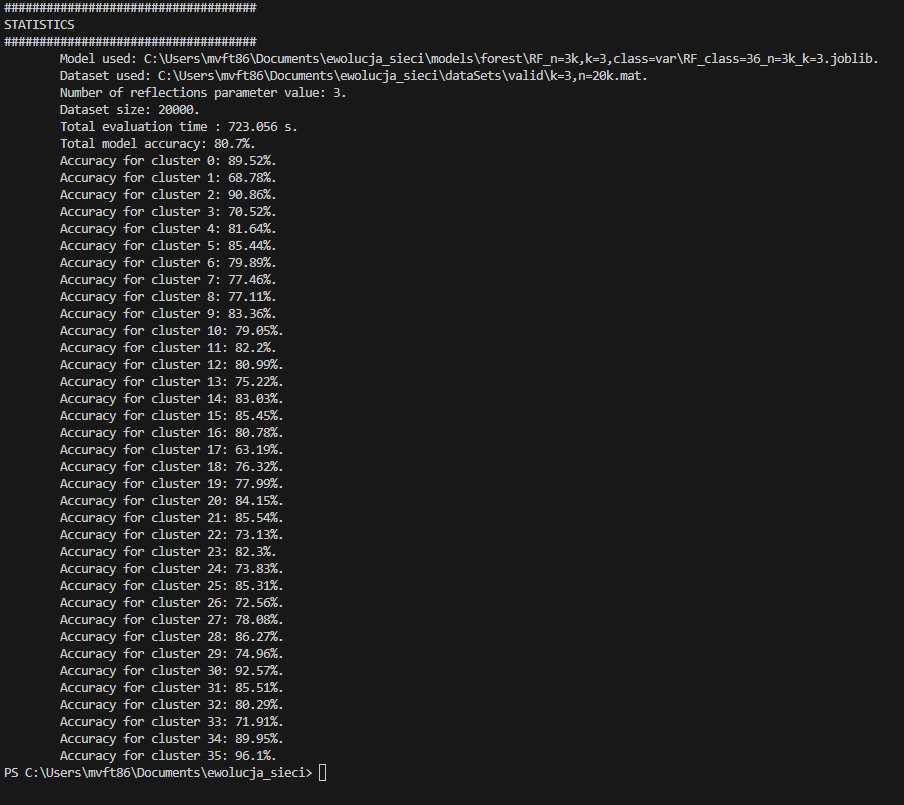 ####################################
STATISTICS
####################################
Model used: C:\Users\mvft86\Documents\ewolucja_sieci\models\forest\RF_n=3k,k=3,class=var\RF_class=36_n=3k_k=3.joblib.
Dataset used: C:\Users\mvft86\Documents\ewolucja_sieci\dataSets\valid\k=3,n=20k.mat.
Number of reflections parameter value: 3.
Dataset size: 20000.
Total evaluation time : 723.056 s.
Total model accuracy: 80.7%.
Accuracy for cluster 0: 89.52%.
Accuracy for cluster 1: 68.78%.
Accuracy for cluster 2: 90.86%.
Accuracy for cluster 3: 70.52%.
Accuracy for cluster 4: 81.64%.
Accuracy for cluster 5: 85.44%.
Accuracy for cluster 6: 79.89%.
Accuracy for cluster 7: 77.46%.
Accuracy for cluster 8: 77.11%.
Accuracy for cluster 9: 83.36%.
Accuracy for cluster 10: 79.05%.
Accuracy for cluster 11: 82.2%.
Accuracy for cluster 12: 80.99%.
Accuracy for cluster 13: 75.22%.
Accuracy for cluster 14: 83.03%.
Accuracy for cluster 15: 85.45%.
Accuracy for cluster 16: 80.78%.
Accuracy for cluster 17: 63.19%.
Accuracy for cluster 18: 76.32%.
Accuracy for cluster 19: 77.99%.
Accuracy for cluster 20: 84.15%.
Accuracy for cluster 21: 85.54%.
Accuracy for cluster 22: 73.13%.
Accuracy for cluster 23: 82.3%.
Accuracy for cluster 24: 73.83%.
Accuracy for cluster 25: 85.31%.
Accuracy for cluster 26: 72.56%.
Accuracy for cluster 27: 78.08%.
Accuracy for cluster 28: 86.27%.
Accuracy for cluster 29: 74.96%.
Accuracy for cluster 30: 92.57%.
Accuracy for cluster 31: 85.51%.
Accuracy for cluster 32: 80.29%.
Accuracy for cluster 33: 71.91%.
Accuracy for cluster 34: 89.95%.
Accuracy for cluster 35: 96.1%.
PS C:\Users\mvft86\Documents\ewolucja_sieci>